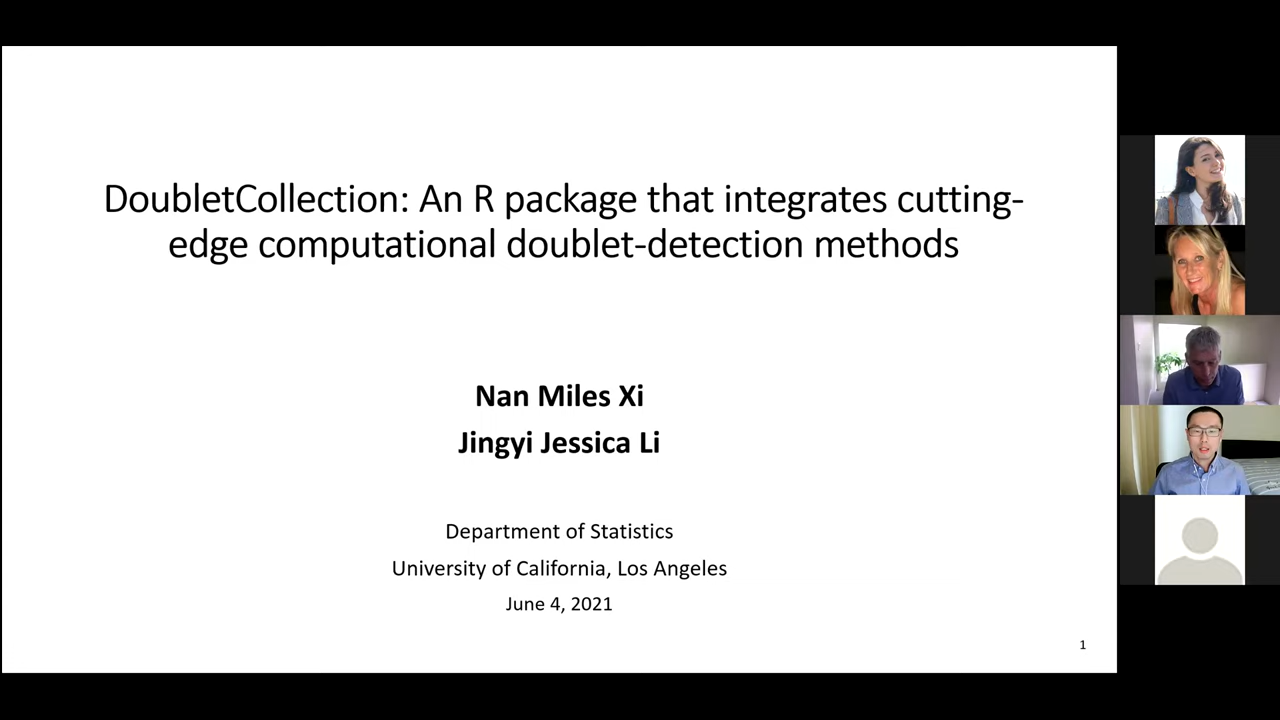 DoubletCollection: An R package that integrates cutting-
edge computational doublet-detection methods
Nan Miles Xi
Jingyi Jessica Li
Department of Statistics
University of California, Los Angeles
June 4, 2021
1